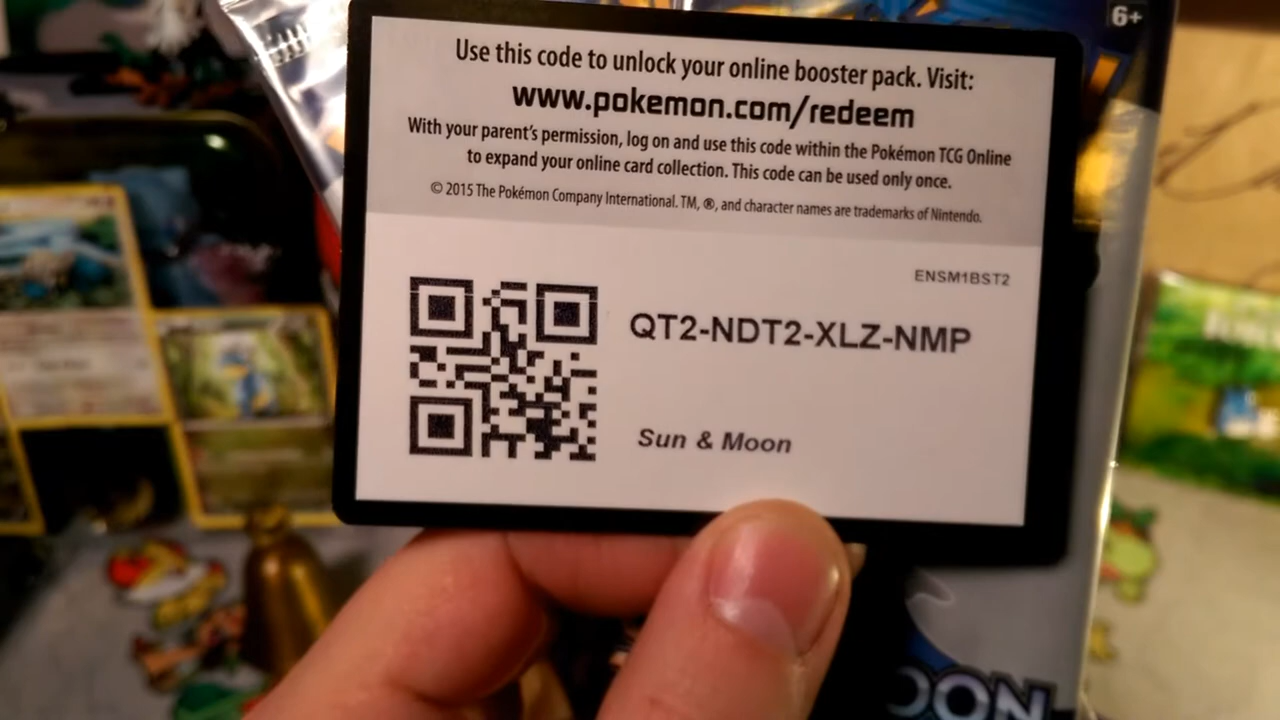 6+
Use this code to unlock your online booster pack. Visit:
www.pokemon.com/redeem
With your parent's permission, log on and use this code within the Pokémon TCG Online
to expand your online card collection. This code can be used only once.
© 2015 The Pokémon Company International. TM, ®, and character names are trademarks of Nintendo.
ENSM1BST2
QT2-NDT2-XLZ-NMP
Sun & Moon
OON